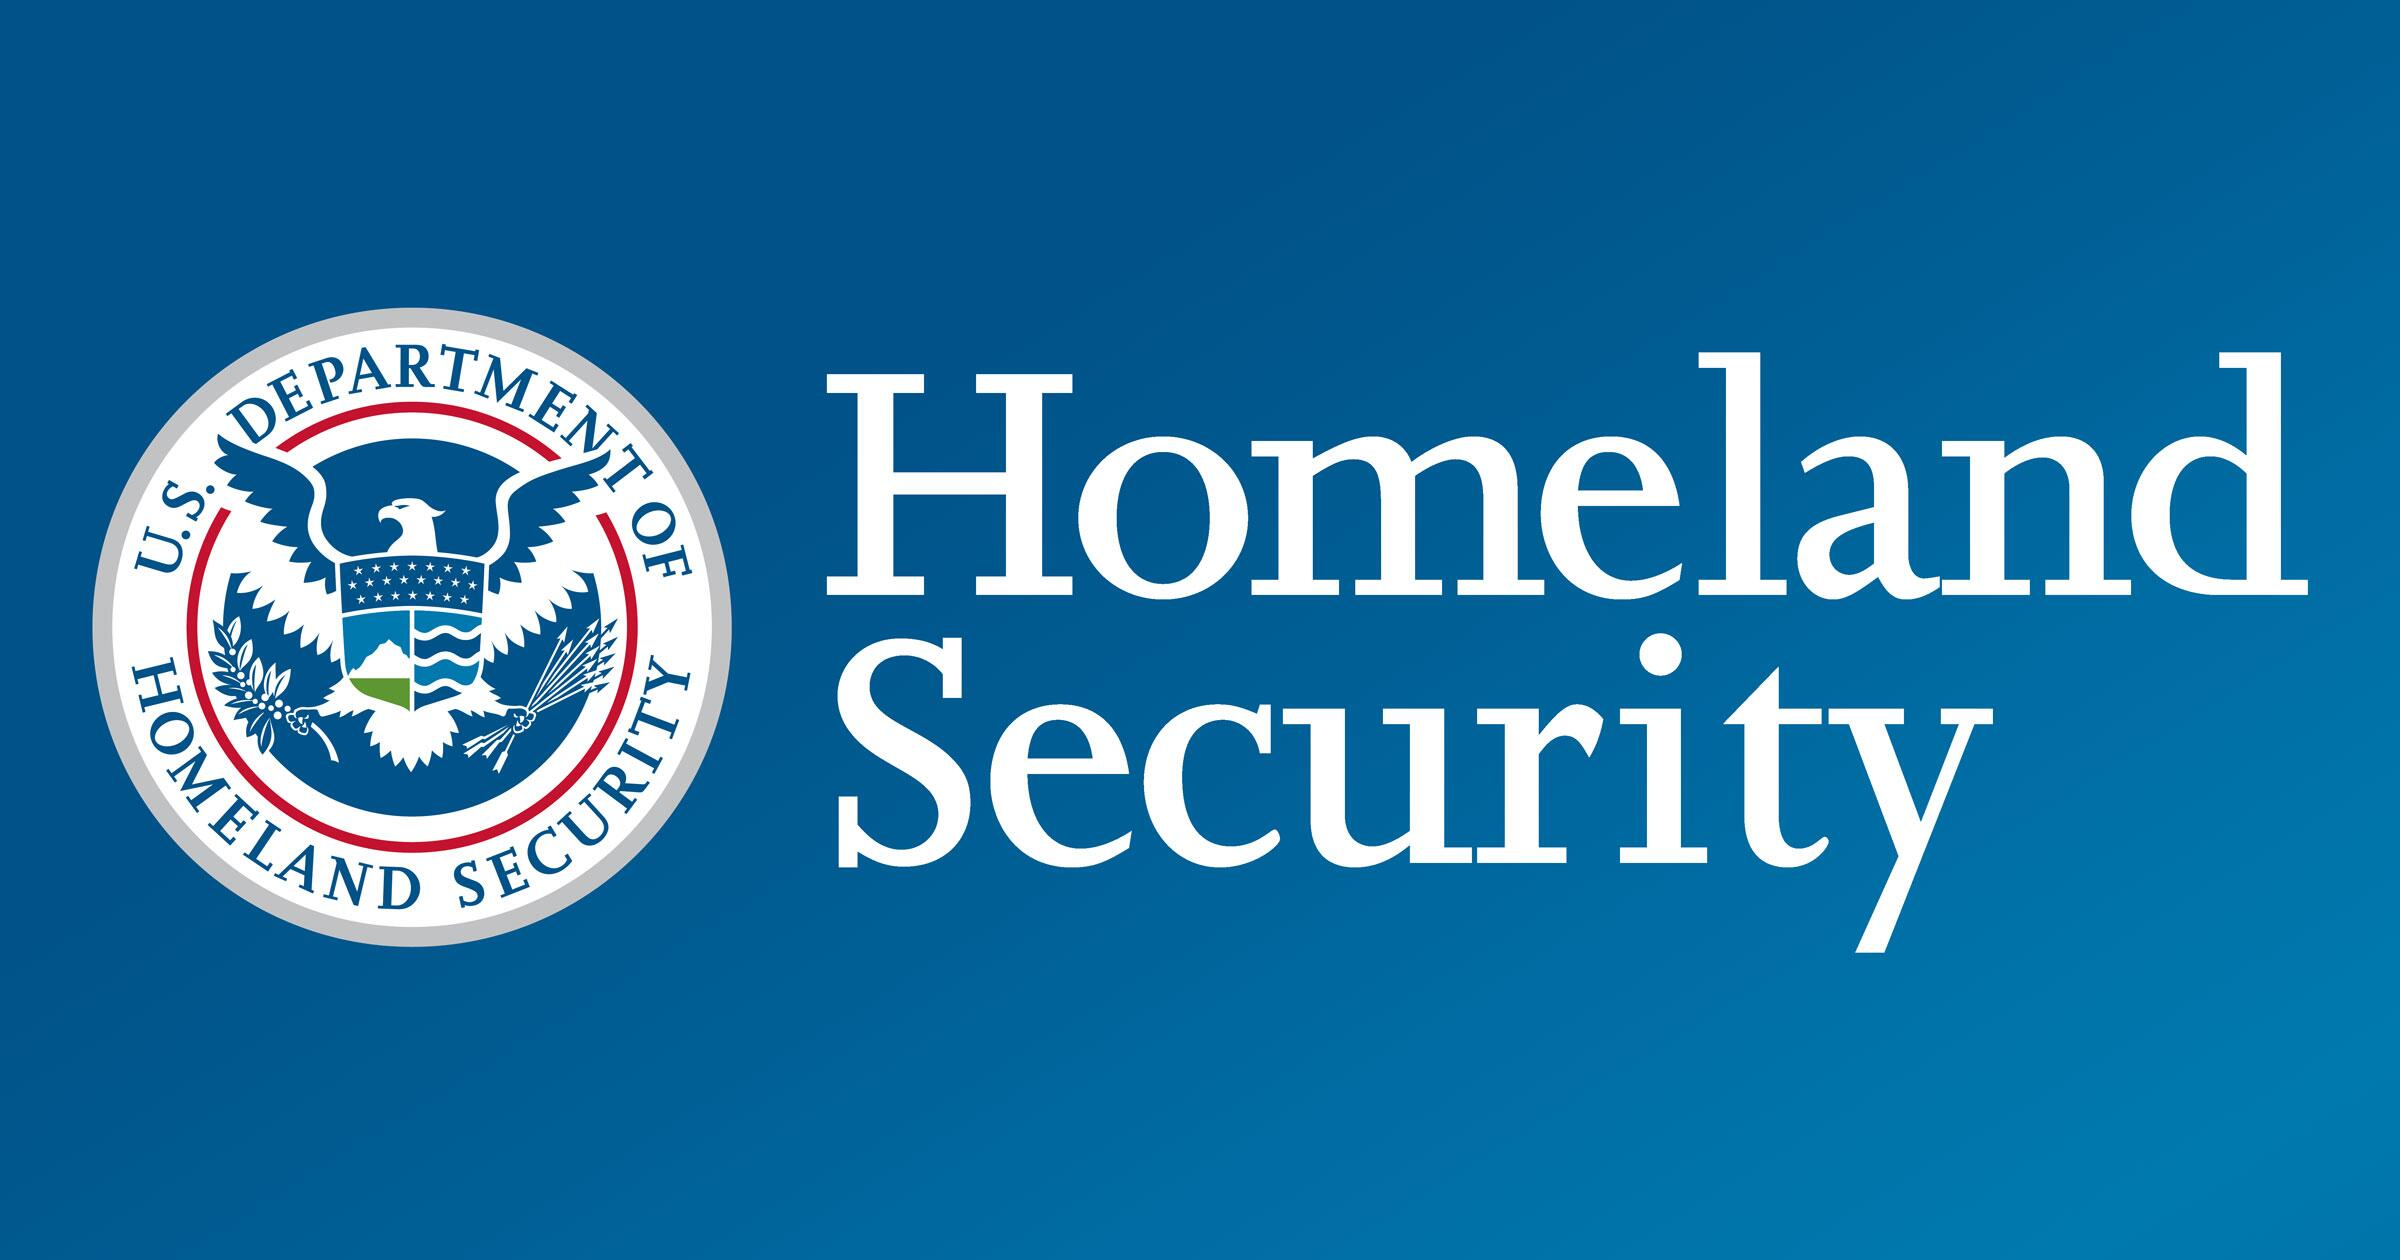 U.S. DEPARTMENT OF
HOMELAND SECURITY
Homeland
Security